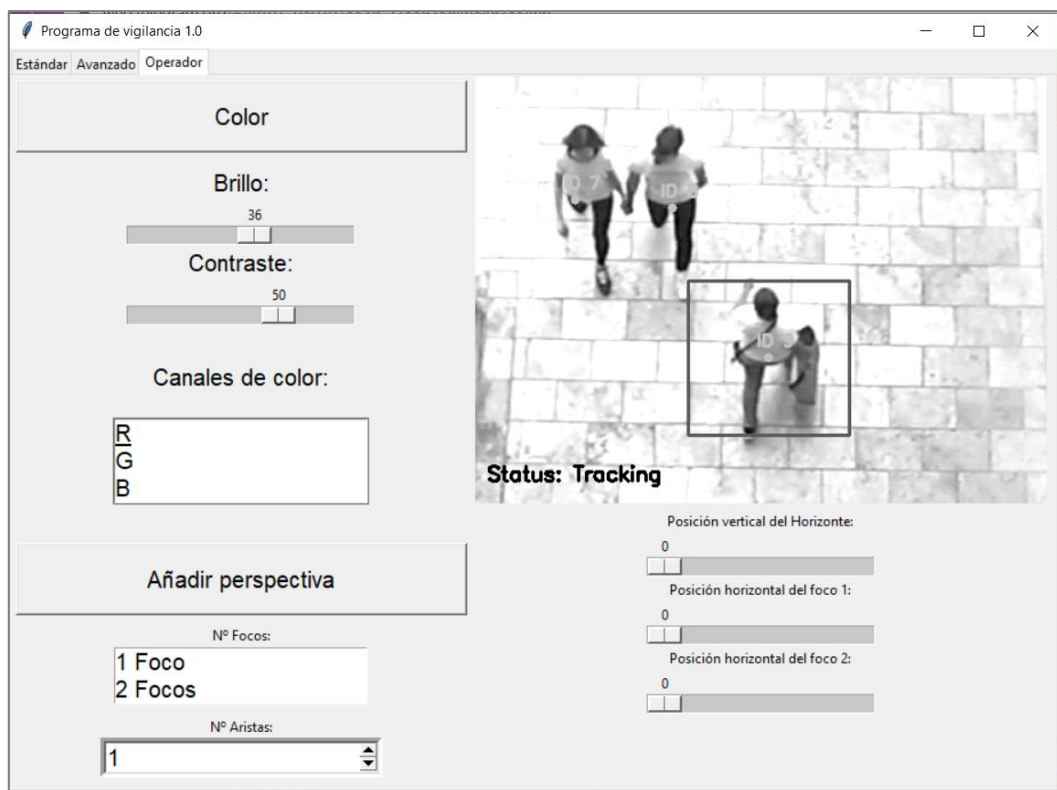 Programa de vigilancia 1.0
Estándar Avanzado Operador
Color
Brillo:
36
Contraste:
50
Canales de color:
R
G
B
Añadir perspectiva
Nº Focos:
1 Foco
2 Focos
Nº Aristas:
1
ID 7
ID
ID 9
Status: Tracking
Posición vertical del Horizonte:
0
Posición horizontal del foco 1:
0
Posición horizontal del foco 2:
0